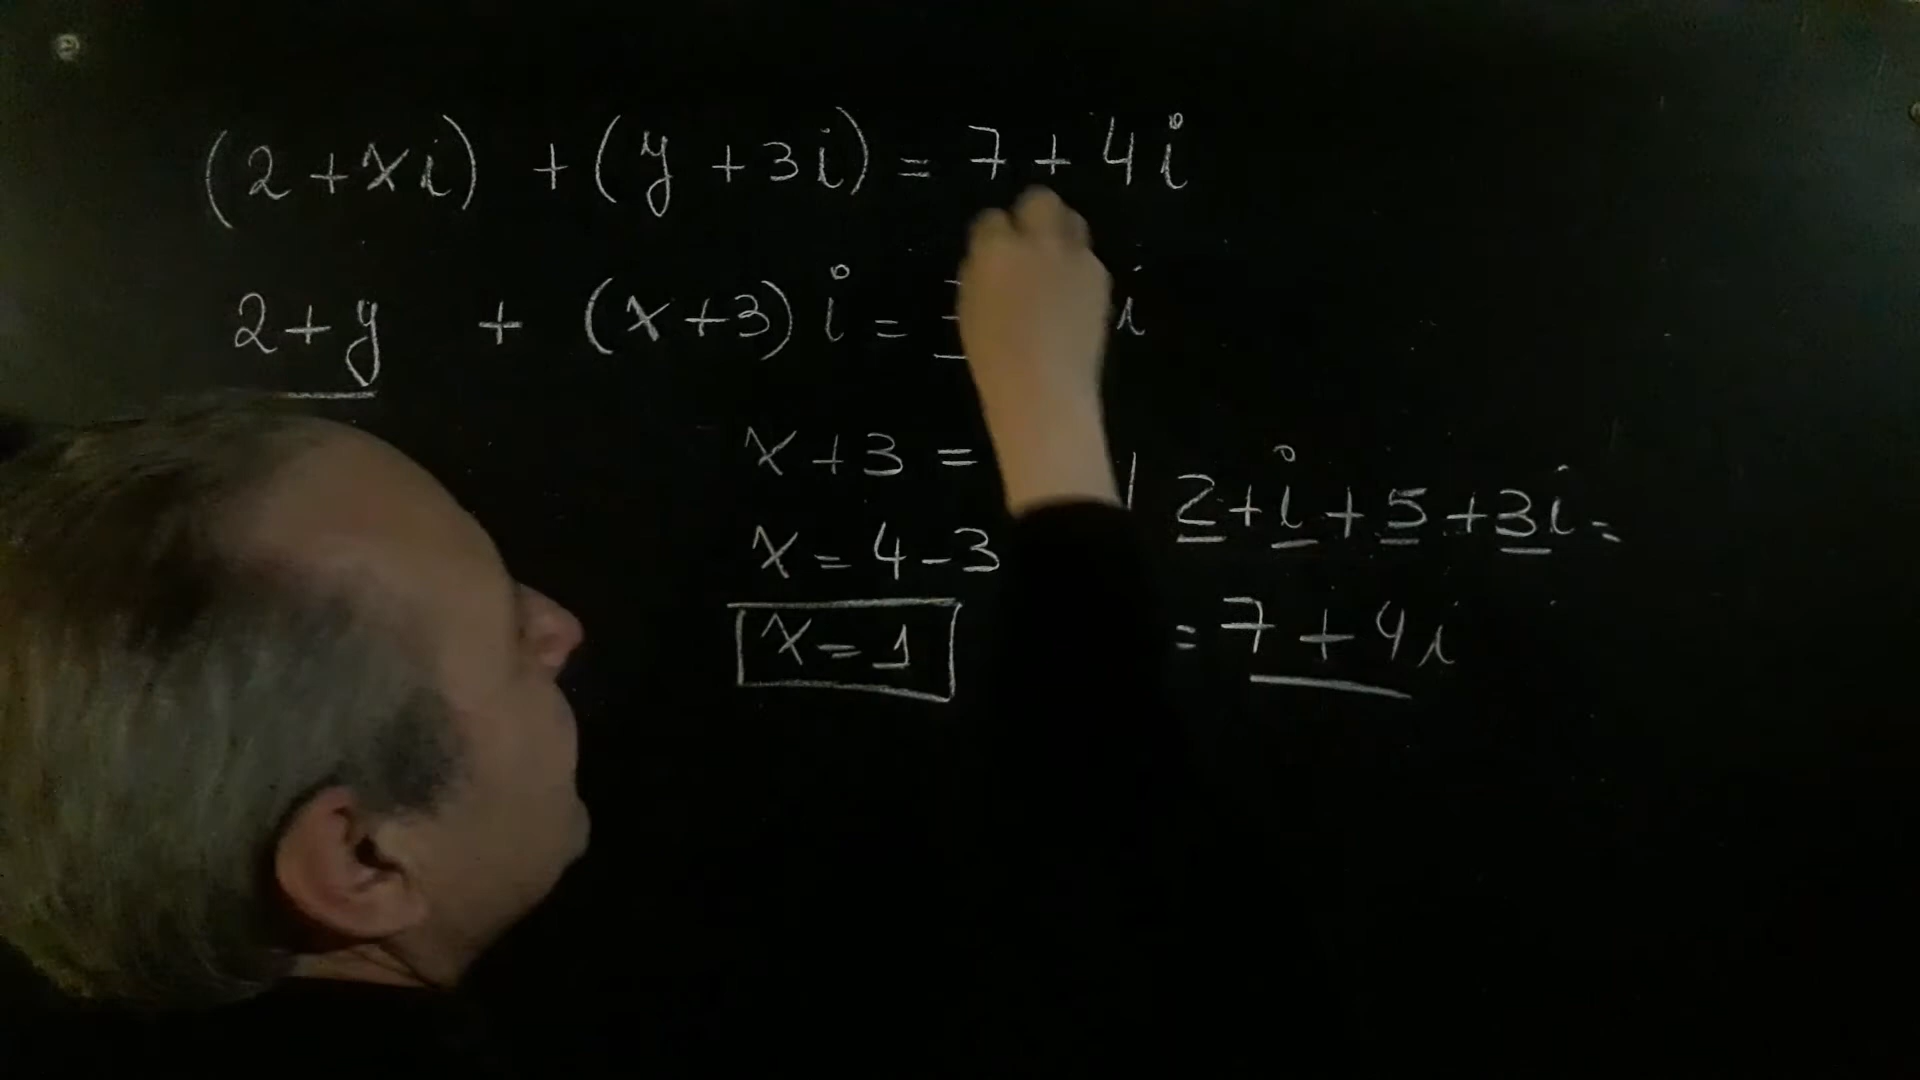 (2+xi) + (y+3i) = 7+4i
2+y + (x+3)i = i
x+3 =
x=4-3
x=1
2+i+5+3i=
=7+4i